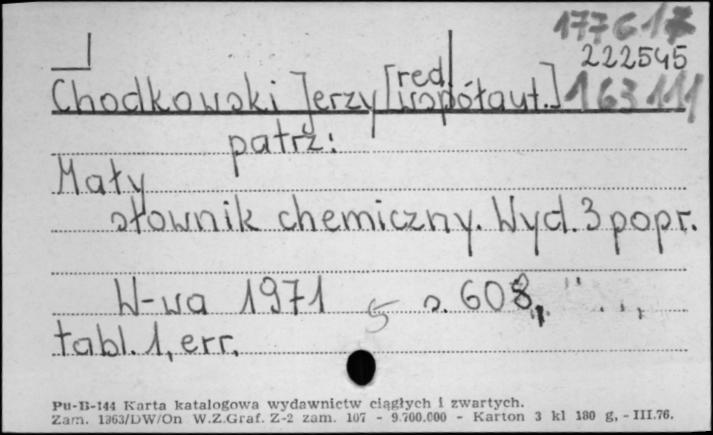 177617
222545
163111
Chodkowski Jerzy [red. współaut.]
patrz:
Mały
słownik chemiczny. Wyd. 3 popr.
W-wa 1971 s. 608,
tabl. 1, err.
Pu-B-144 Karta katalogowa wydawnictw ciągłych i zwartych.
Zam. 1363/DW/On W.Z.Graf. Z-2 zam. 107 - 9.700.000 - Karton 3 kl 180 g, - III.76.